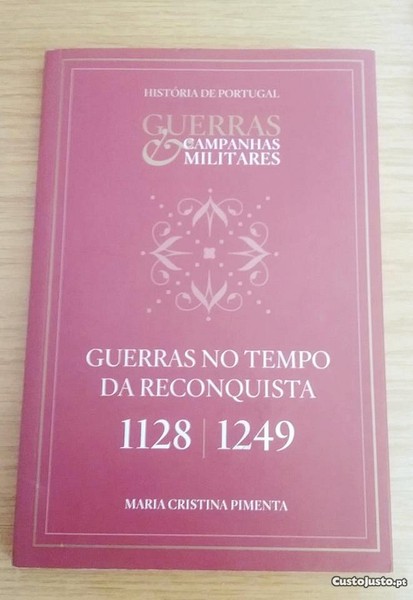 HISTÓRIA DE PORTUGAL
GUERRAS
& CAMPANHAS
MILITARES
GUERRAS NO TEMPO
DA RECONQUISTA
1128 | 1249
MARIA CRISTINA PIMENTA
CustoJusto.pt